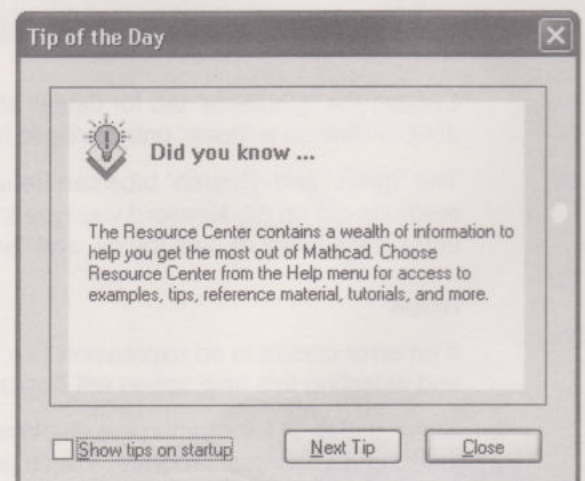 Tip of the Day
Did you know ...
The Resource Center contains a wealth of information to
help you get the most out of Mathcad. Choose
Resource Center from the Help menu for access to
examples, tips, reference material, tutorials, and more.
Show tips on startup
Next Tip
Close